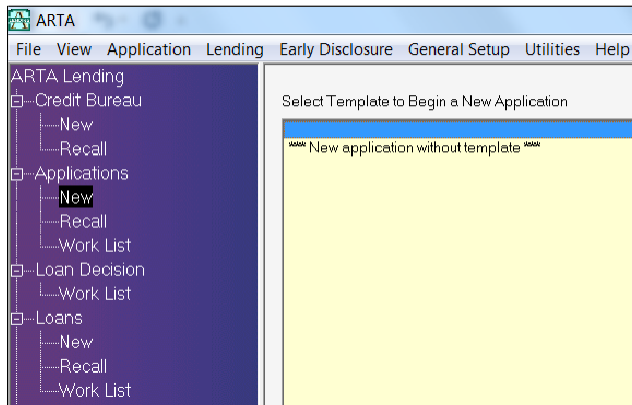 ARTA
File View Application Lending Early Disclosure General Setup Utilities Help
ARTA Lending
Credit Bureau
New
Recall
Applications
New
Recall
Work List
Loan Decision
Work List
Loans
New
Recall
Work List
Select Template to Begin a New Application
*** New application without template ***